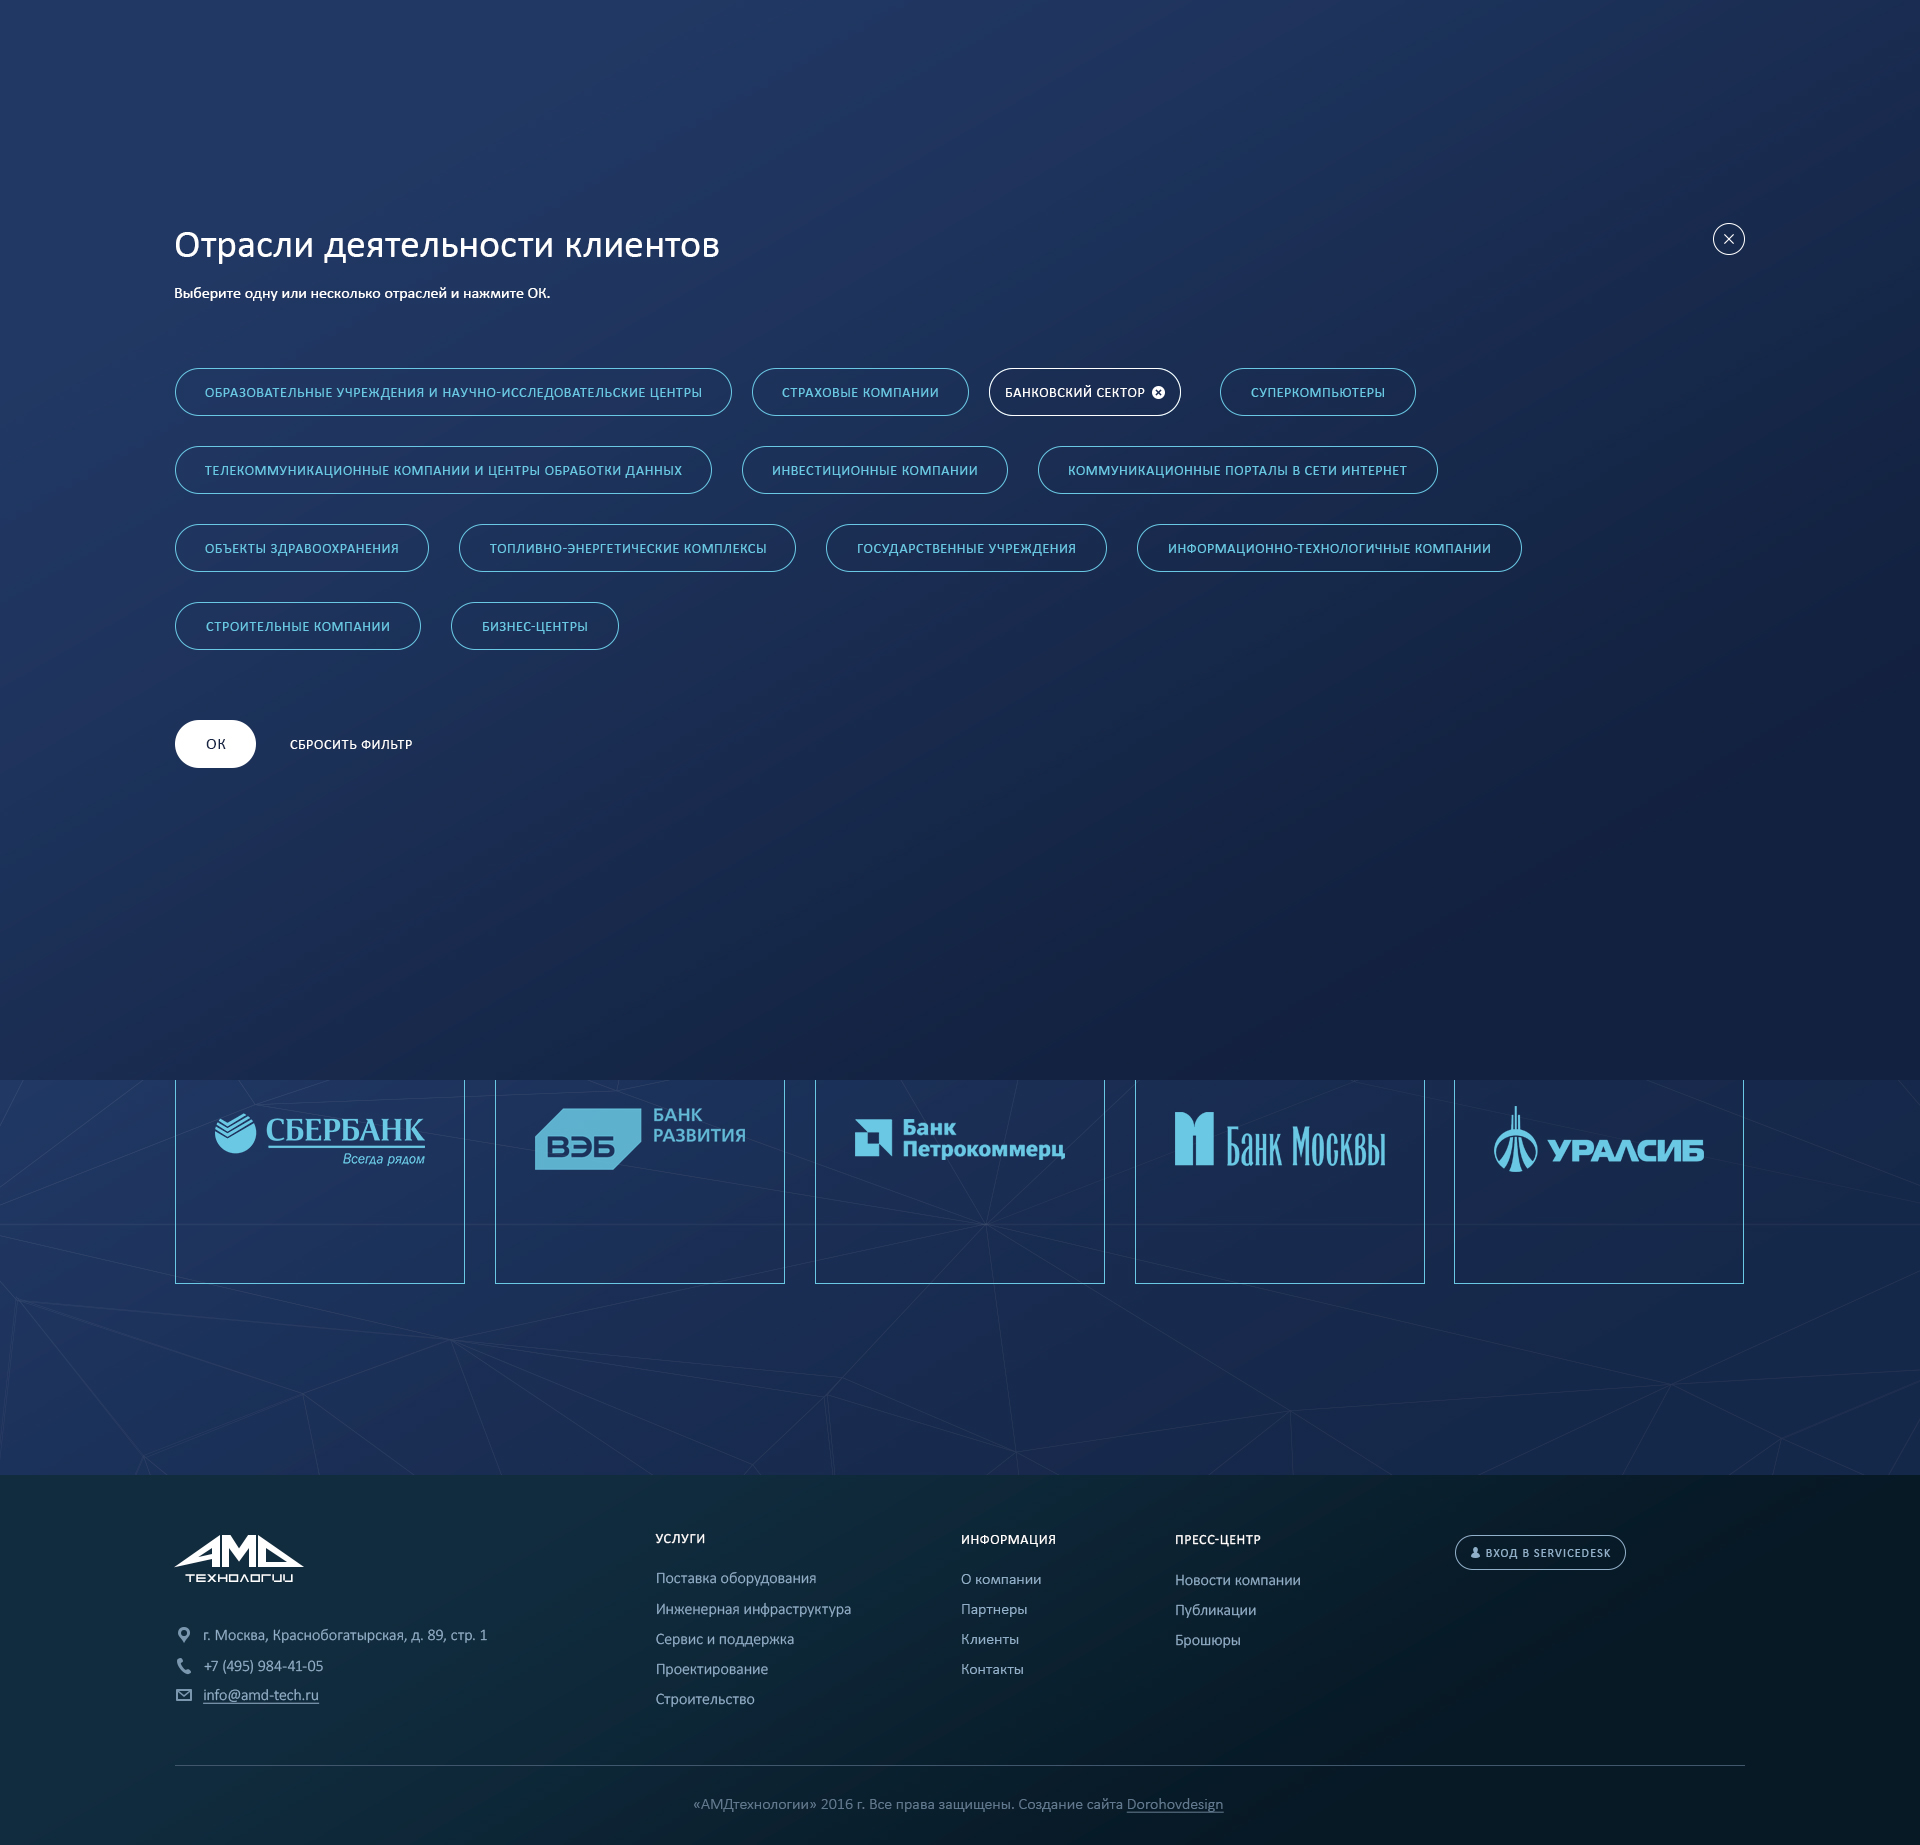 Отрасли деятельности клиентов
Выберите одну или несколько отраслей и нажмите ОК.
ОБРАЗОВАТЕЛЬНЫЕ УЧРЕЖДЕНИЯ И НАУЧНО-ИССЛЕДОВАТЕЛЬСКИЕ ЦЕНТРЫ
СТРАХОВЫЕ КОМПАНИИ
БАНКОВСКИЙ СЕКТОР
СУПЕРКОМПЬЮТЕРЫ
ТЕЛЕКОММУНИКАЦИОННЫЕ КОМПАНИИ И ЦЕНТРЫ ОБРАБОТКИ ДАННЫХ
ИНВЕСТИЦИОННЫЕ КОМПАНИИ
КОММУНИКАЦИОННЫЕ ПОРТАЛЫ В СЕТИ ИНТЕРНЕТ
ОБЪЕКТЫ ЗДРАВООХРАНЕНИЯ
ТОПЛИВНО-ЭНЕРГЕТИЧЕСКИЕ КОМПЛЕКСЫ
ГОСУДАРСТВЕННЫЕ УЧРЕЖДЕНИЯ
ИНФОРМАЦИОННО-ТЕХНОЛОГИЧНЫЕ КОМПАНИИ
СТРОИТЕЛЬНЫЕ КОМПАНИИ
БИЗНЕС-ЦЕНТРЫ
ОК
СБРОСИТЬ ФИЛЬТР
СБЕРБАНК
Всегда рядом
ВЭБ
БАНК
РАЗВИТИЯ
Банк
Петрокоммерц
Банк Москвы
УРАЛСИБ
АМД
ТЕХНОЛОГИИ
г. Москва, Краснобогатырская, д. 89, стр. 1
+7 (495) 984-41-05
info@amd-tech.ru
УСЛУГИ
Поставка оборудования
Инженерная инфраструктура
Сервис и поддержка
Проектирование
Строительство
ИНФОРМАЦИЯ
О компании
Партнеры
Клиенты
Контакты
ПРЕСС-ЦЕНТР
Новости компании
Публикации
Брошюры
ВХОД В SERVICEDESK
«АМДтехнологии» 2016 г. Все права защищены. Создание сайта Dorohovdesign